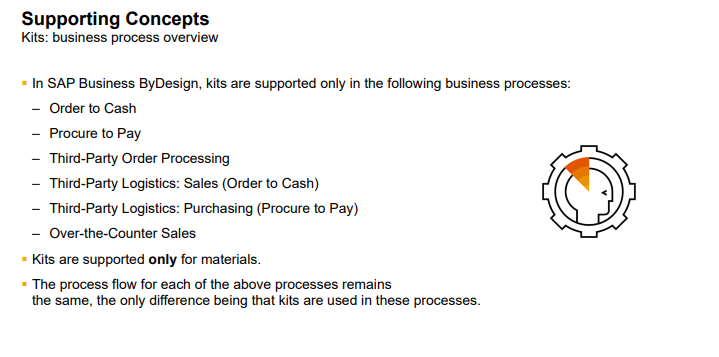 Supporting Concepts
Kits: business process overview
▪ In SAP Business ByDesign, kits are supported only in the following business processes:
– Order to Cash
– Procure to Pay
– Third-Party Order Processing
– Third-Party Logistics: Sales (Order to Cash)
– Third-Party Logistics: Purchasing (Procure to Pay)
– Over-the-Counter Sales
▪ Kits are supported only for materials.
▪ The process flow for each of the above processes remains
the same, the only difference being that kits are used in these processes.